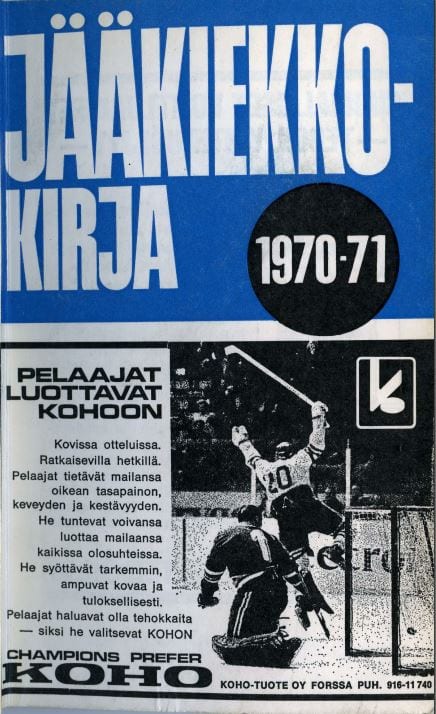 JÄÄKIEKKO-
KIRJA
1970-71
PELAAJAT
LUOTTAVAT
KOHOON
Kovissa otteluissa.
Ratkaisevilla hetkillä.
Pelaajat tietävät mailansa
oikean tasapainon,
keveyden ja kestävyyden.
He tuntevat voivansa
luottaa mailaansa
kaikissa olosuhteissa.
He syöttävät tarkemmin,
ampuvat kovaa ja
tuloksellisesti.
Pelaajat haluavat olla tehokkaita
— siksi he valitsevat KOHON
20
CHAMPIONS PREFER
KOHO
KOHO-TUOTE OY FORSSA PUH. 916-11 740